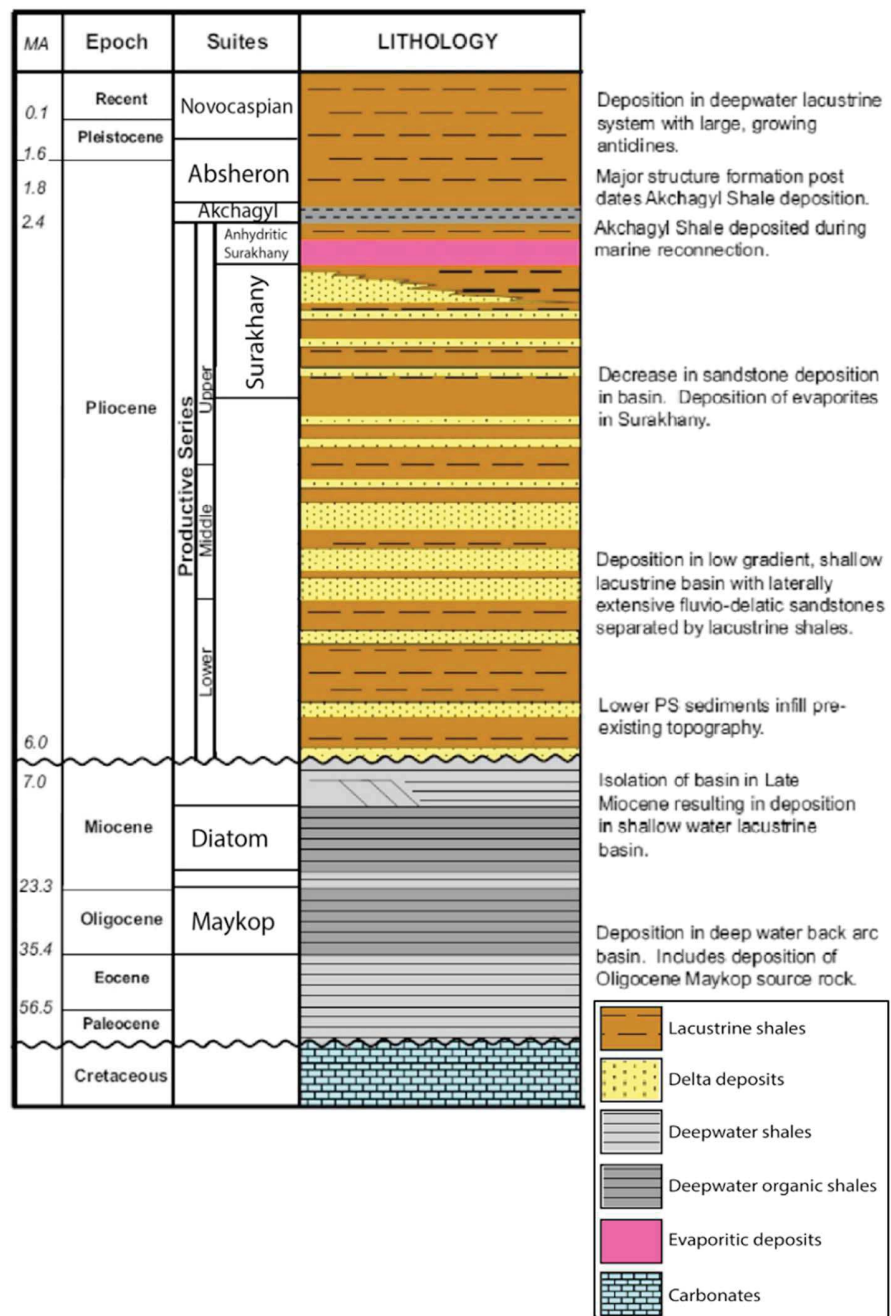 MA
Epoch
Suites
LITHOLOGY
0.1
1.6
1.8
2.4
6.0
7.0
23.3
35.4
56.5
Recent
Pleistocene
Pliocene
Miocene
Oligocene
Eocene
Paleocene
Cretaceous
Novocaspian
Absheron
Akchagyl
Anhydritic
Surakhany
Surakhany
Productive Series
Upper
Middle
Lower
Diatom
Maykop
Deposition in deepwater lacustrine
system with large, growing
anticlines.
Major structure formation post
dates Akchagyl Shale deposition.
Akchagyl Shale deposited during
marine reconnection.
Decrease in sandstone deposition
in basin. Deposition of evaporites
in Surakhany.
Deposition in low gradient, shallow
lacustrine basin with laterally
extensive fluvio-delatic sandstones
separated by lacustrine shales.
Lower PS sediments infill pre-
existing topography.
Isolation of basin in Late
Miocene resulting in deposition
in shallow water lacustrine
basin.
Deposition in deep water back arc
basin. Includes deposition of
Oligocene Maykop source rock.
Lacustrine shales
Delta deposits
Deepwater shales
Deepwater organic shales
Evaporitic deposits
Carbonates